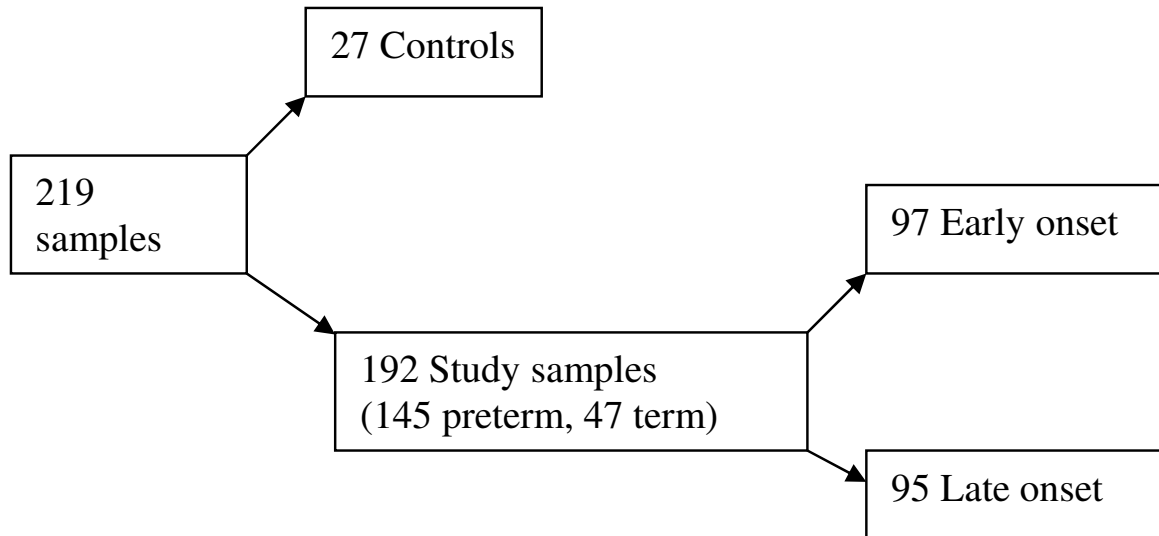 27 Controls
219
samples
97 Early onset
192 Study samples
(145 preterm, 47 term)
95 Late onset